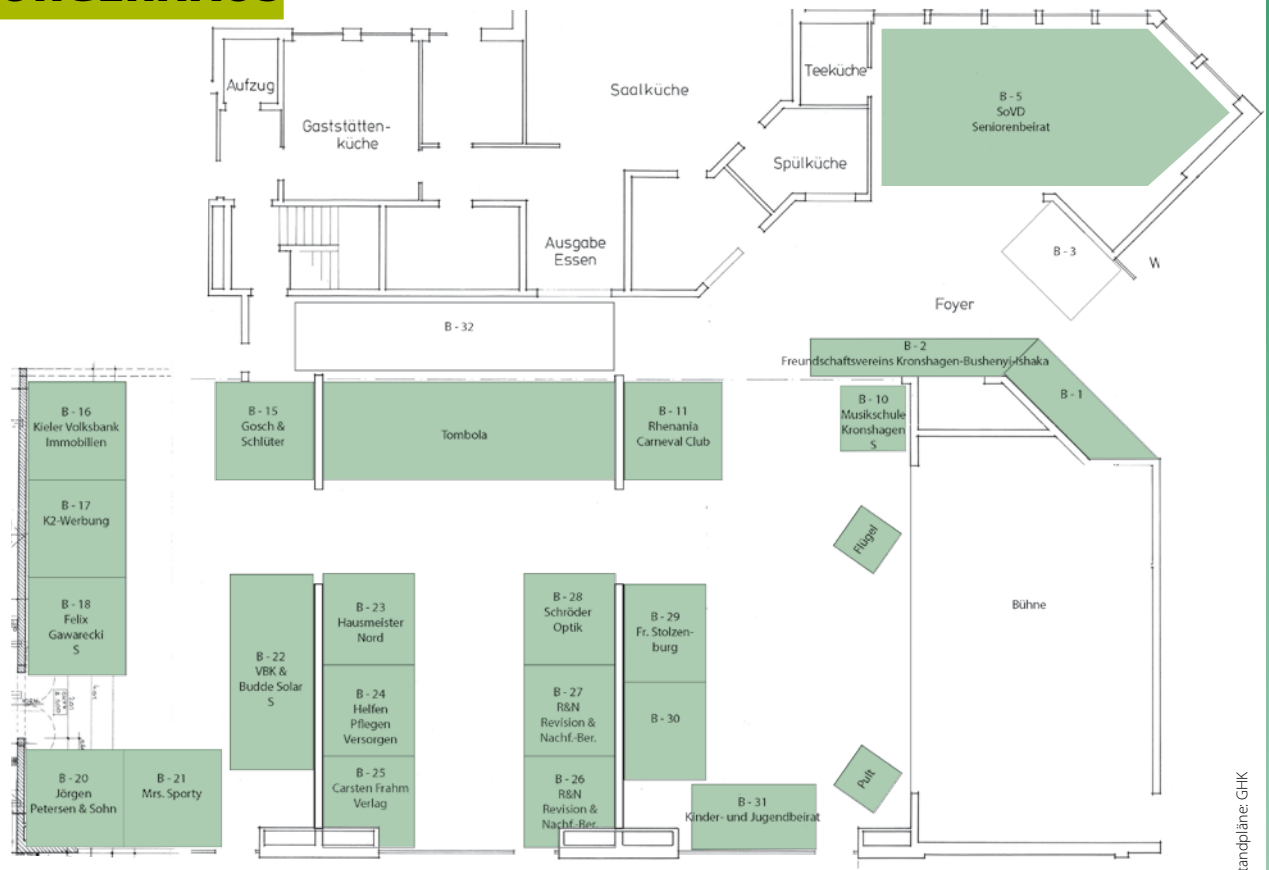 Aufzug
Gaststätten-
küche
Saalküche
Teeküche
Spülküche
B - 5
SoVD
Seniorenbeirat
Ausgabe
Essen
B - 3
W
Foyer
B - 32
B - 2
Freundschaftsvereins Kronshagen-Bushenyi-Ishaka
B - 1
B - 16
Kieler Volksbank
Immobilien
B - 15
Gosch &
Schlüter
Tombola
B - 11
Rhenania
Carneval Club
B - 10
Musikschule
Kronshagen
S
B - 17
K2-Werbung
Flügel
B - 18
Felix
Gawarecki
S
B - 22
VBK &
Budde Solar
S
B - 23
Hausmeister
Nord
B - 28
Schröder
Optik
B - 29
Fr. Stolzen-
burg
Bühne
B - 24
Helfen
Pflegen
Versorgen
B - 27
R&N
Revision &
Nachf.-Ber.
B - 30
B - 20
Jörgen
Petersen & Sohn
B - 21
Mrs. Sporty
B - 25
Carsten Frahm
Verlag
B - 26
R&N
Revision &
Nachf.-Ber.
Pult
B - 31
Kinder- und Jugendbeirat
tandpläne: GHK